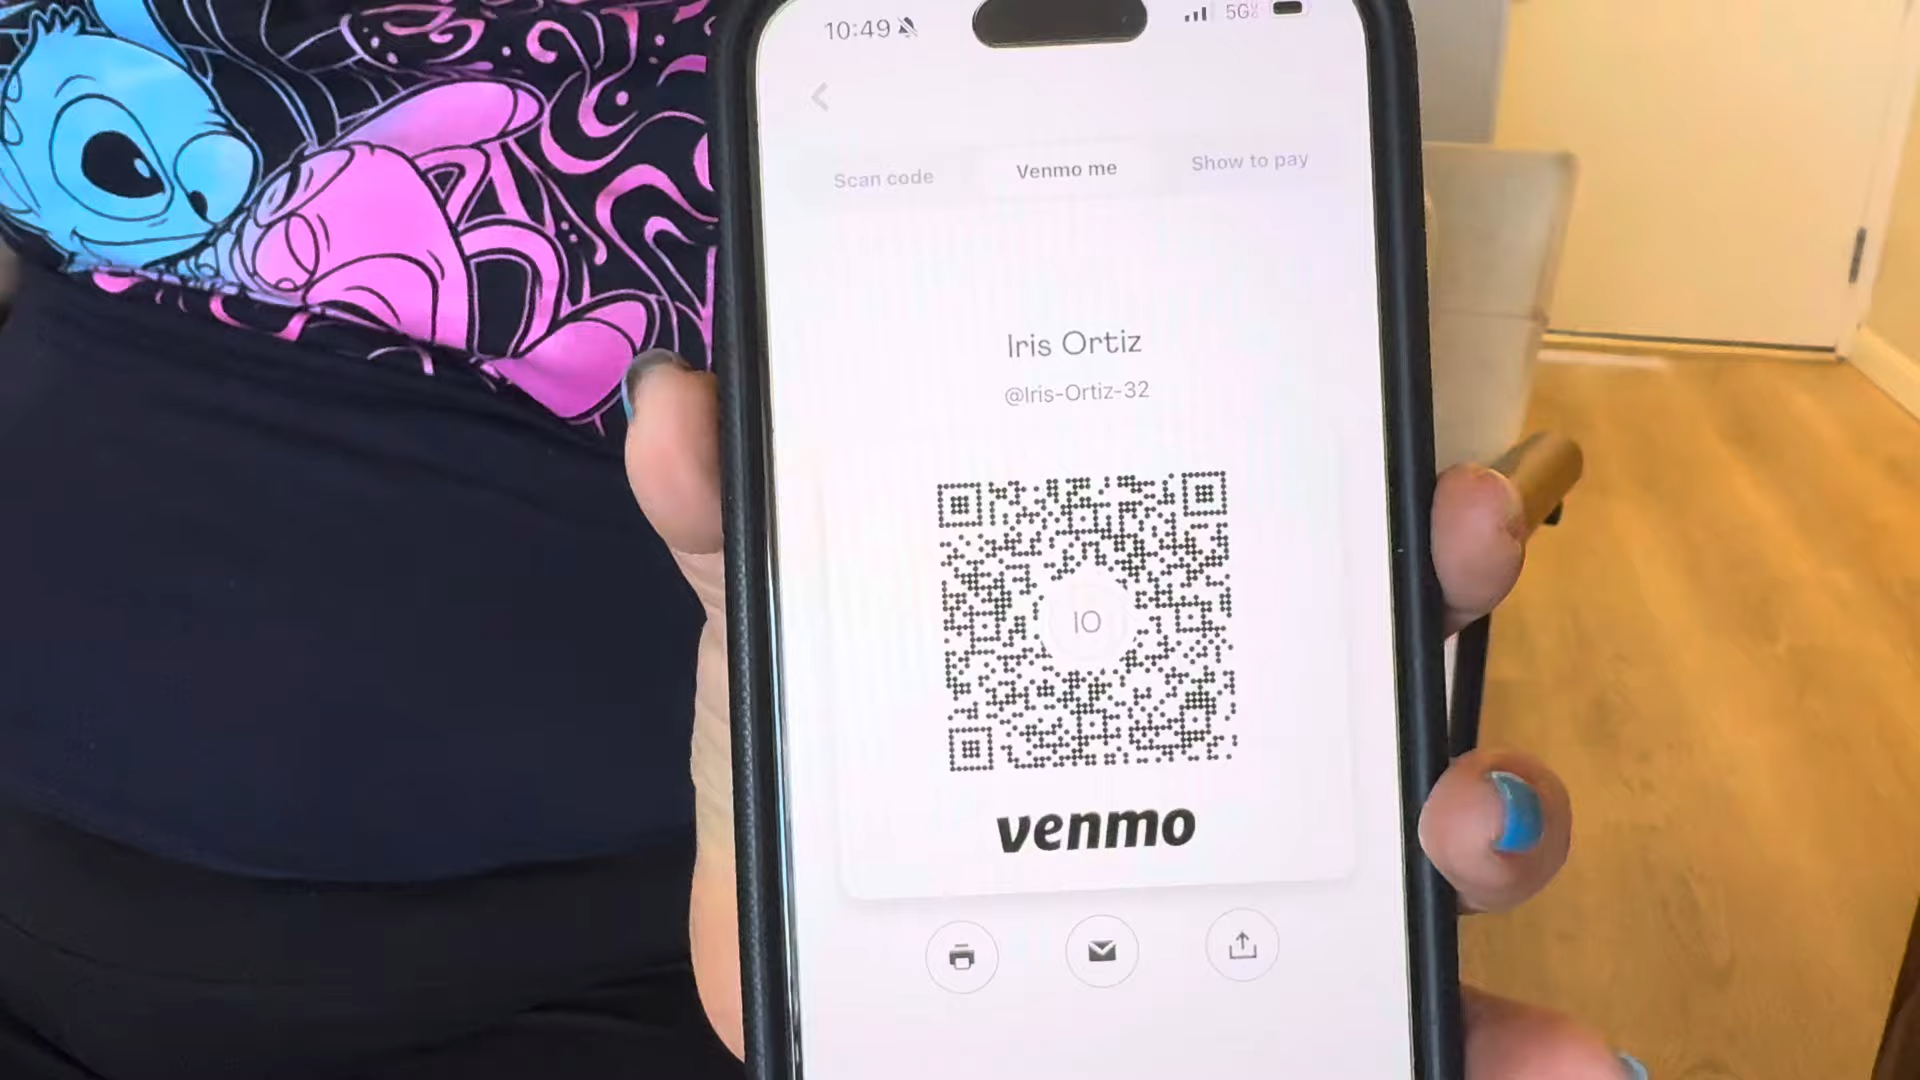 10:49
5G
Scan code
Venmo me
Show to pay
Iris Ortiz
@Iris-Ortiz-32
IO
venmo